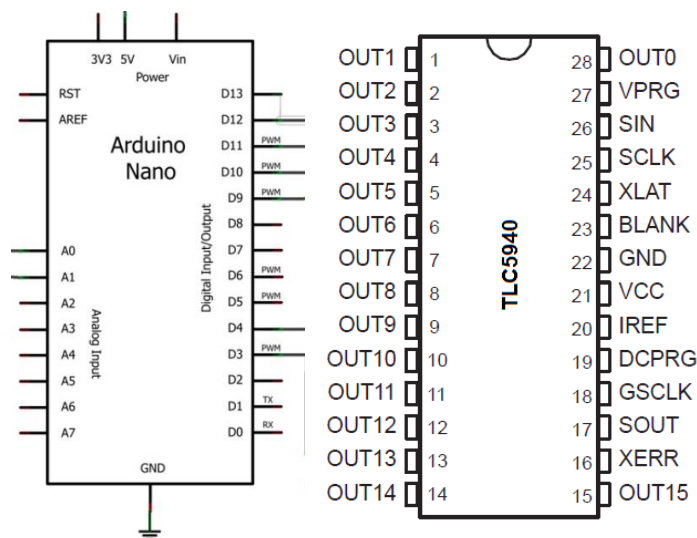 3V3 5V Vin
Power
RST
AREF
Arduino
Nano
A0
A1
A2
A3
A4
A5
A6
A7
Analog Input
Digital Input/Output
D13
D12
D11 PWM
D10 PWM
D9 PWM
D8
D7
D6 PWM
D5 PWM
D4
D3 PWM
D2
D1 TX
D0 RX
GND
TLC5940
OUT1 1 28 OUT0
OUT2 2 27 VPRG
OUT3 3 26 SIN
OUT4 4 25 SCLK
OUT5 5 24 XLAT
OUT6 6 23 BLANK
OUT7 7 22 GND
OUT8 8 21 VCC
OUT9 9 20 IREF
OUT10 10 19 DCPRG
OUT11 11 18 GSCLK
OUT12 12 17 SOUT
OUT13 13 16 XERR
OUT14 14 15 OUT15